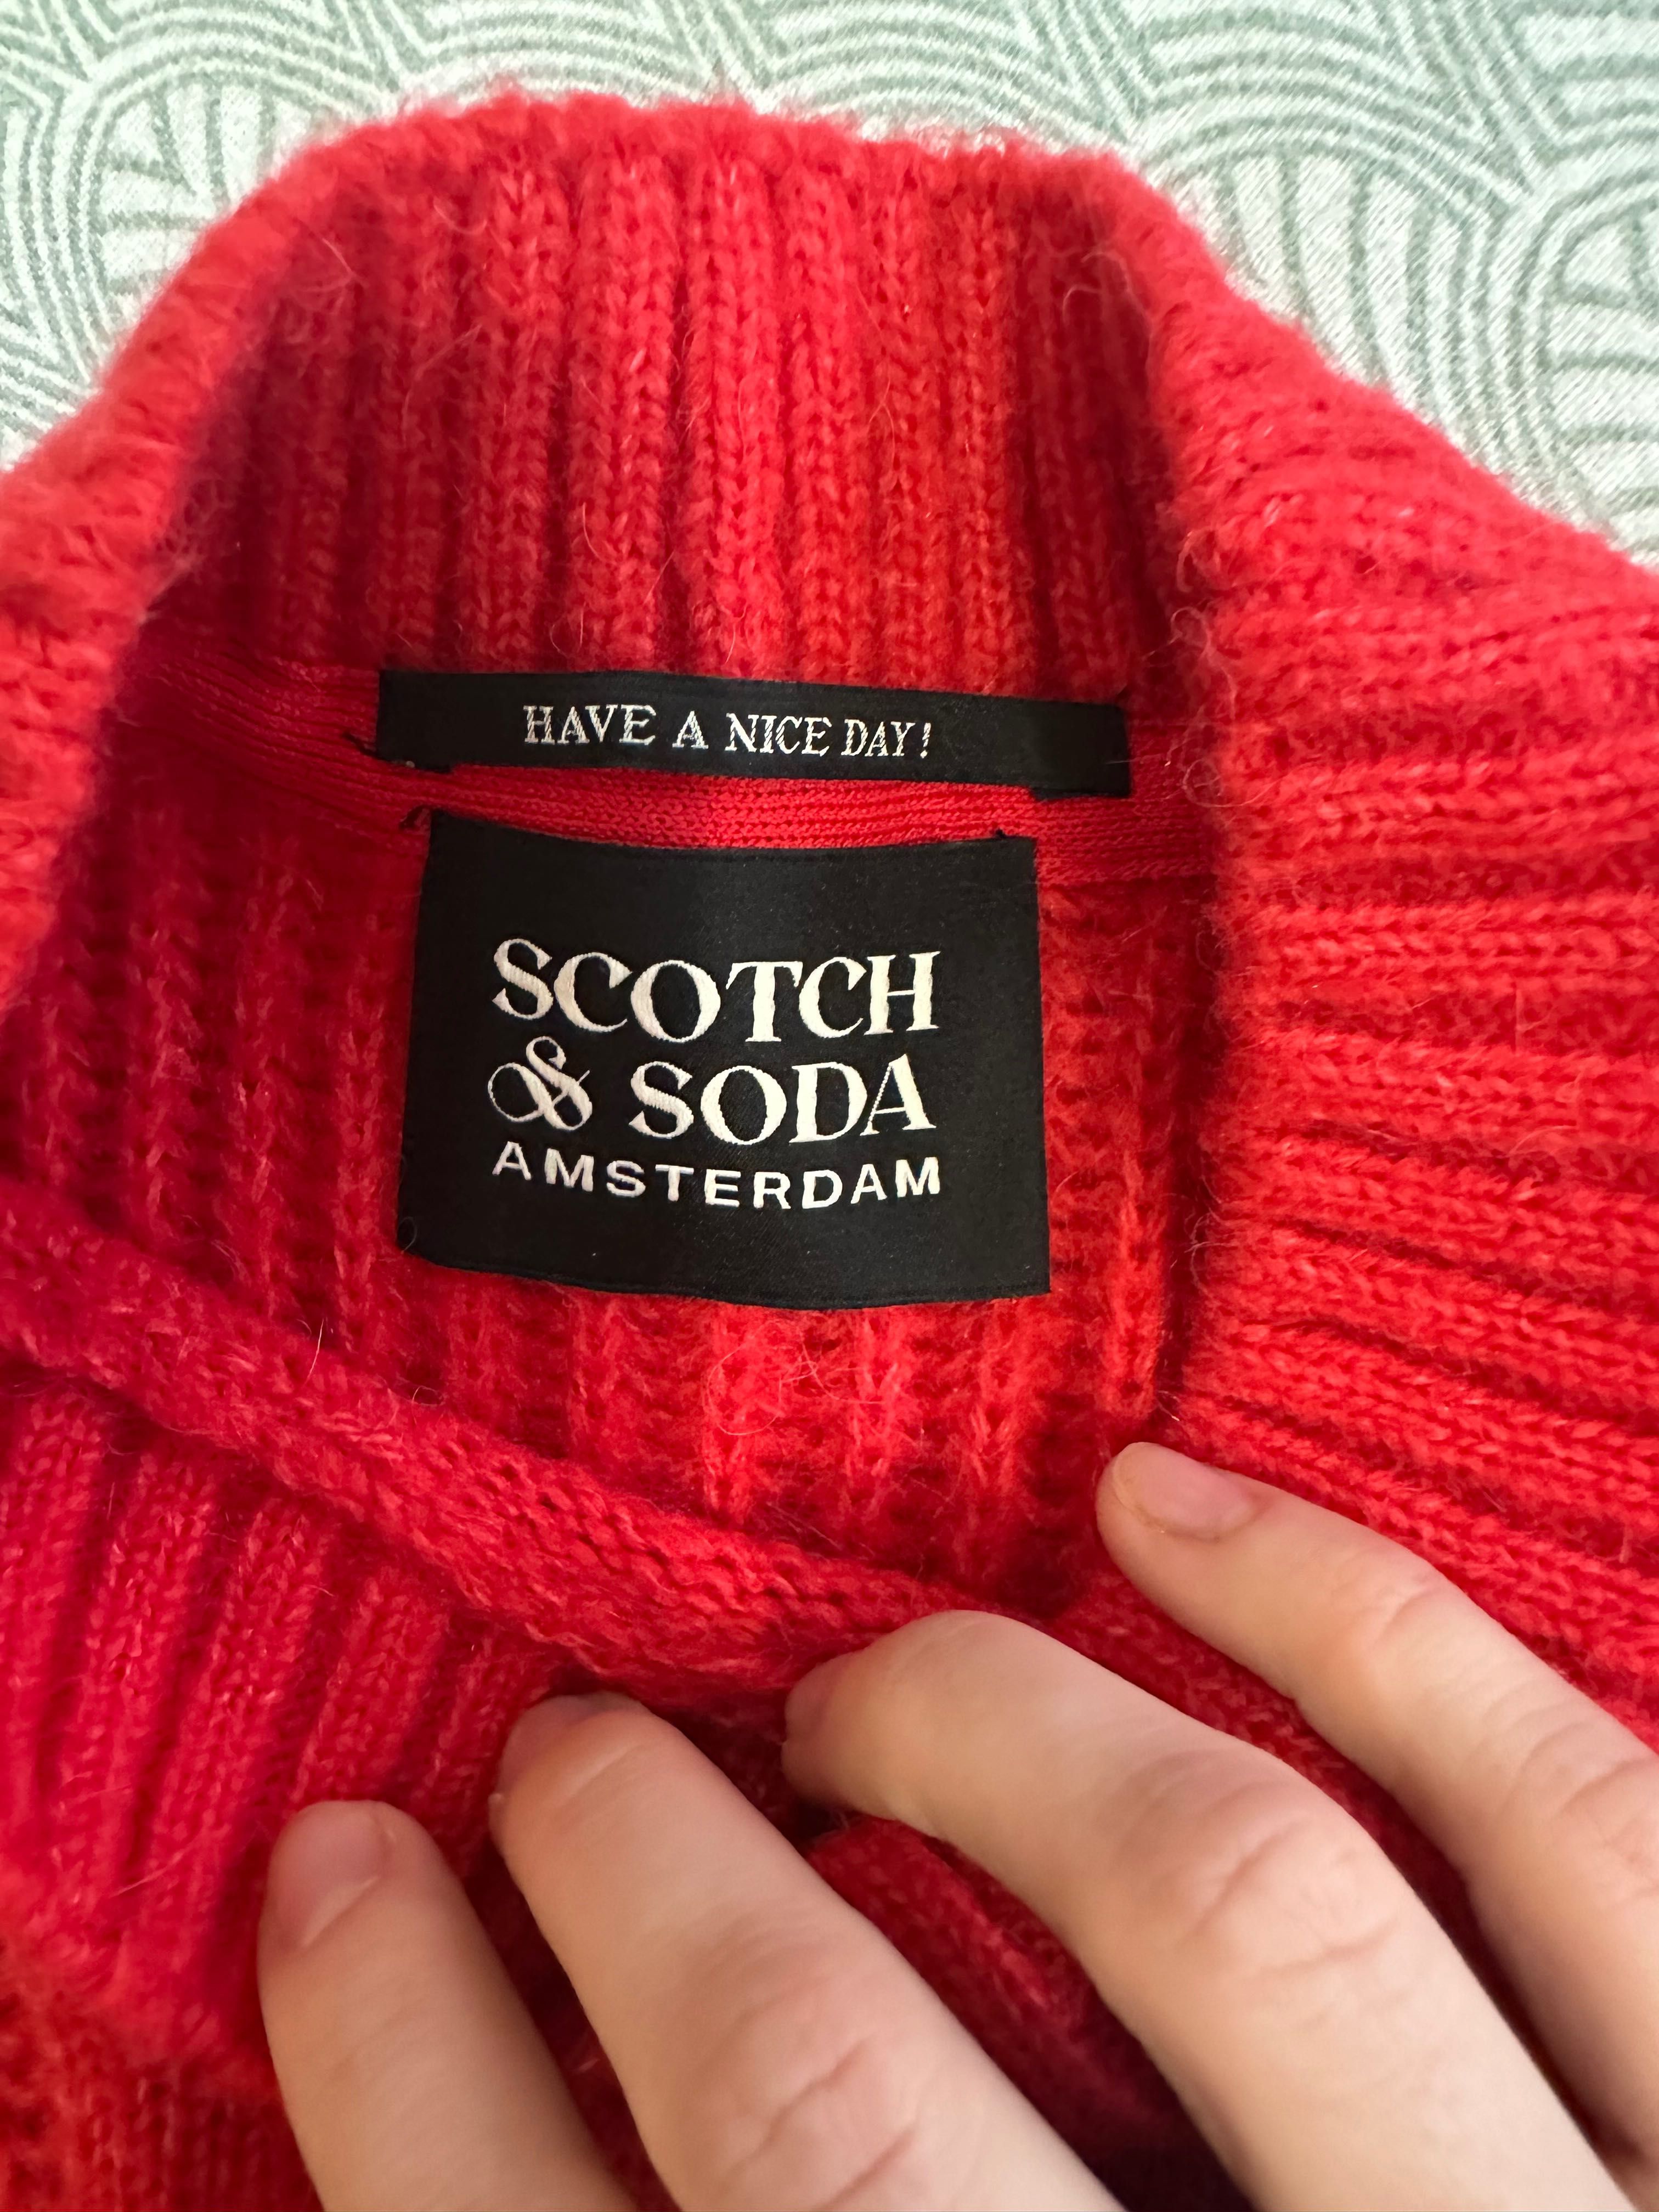 HAVE A NICE DAY!
SCOTCH
& SODA
AMSTERDAM